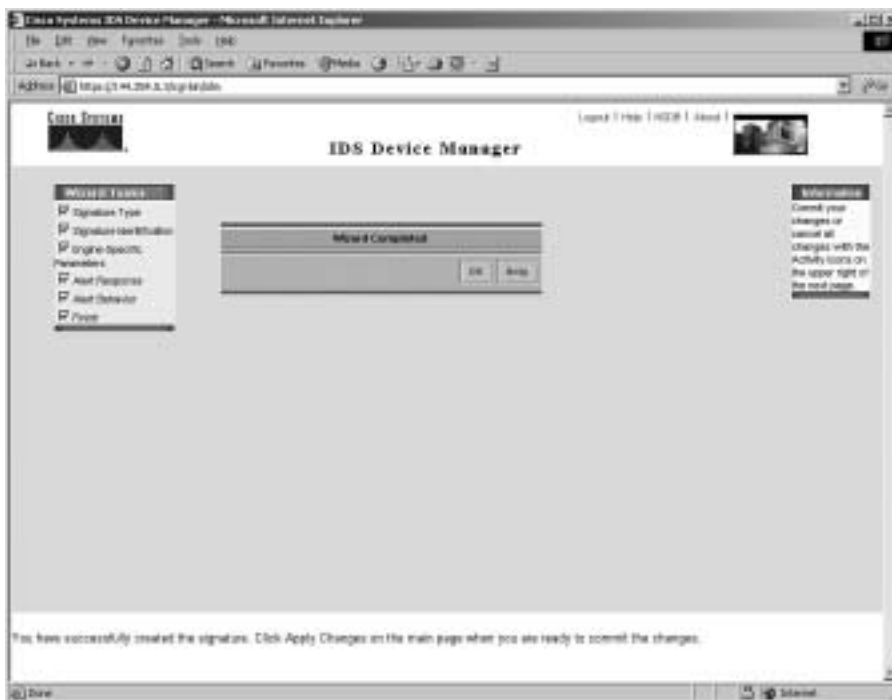 Cisco Systems IDS Device Manager - Microsoft Internet Explorer
File Edit View Favorites Tools Help
Back Search Favorites Media
Address
Cisco Systems
Logout | Help | NSDB | About |
IDS Device Manager
Wizard Tasks
Signature Type
Signature Identification
Engine-Specific
Parameters
Alert Response
Alert Behavior
Finish
Wizard Completed
OK
Information
Commit your
changes or
cancel all
changes with the
Activity Icons on
the upper right of
the next page.
You have successfully created the signature. Click Apply Changes on the main page when you are ready to commit the changes.
Done
Internet